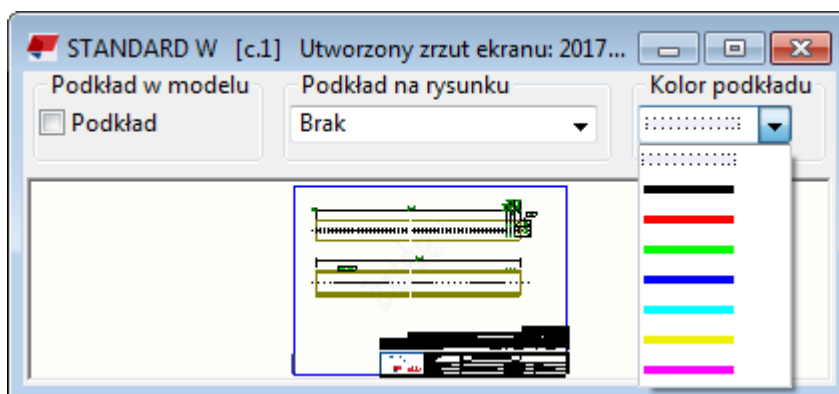 STANDARD W [c.1] Utworzony zrzut ekranu: 2017...
Podkład w modelu
Podkład na rysunku
Kolor podkładu
Podkład
Brak